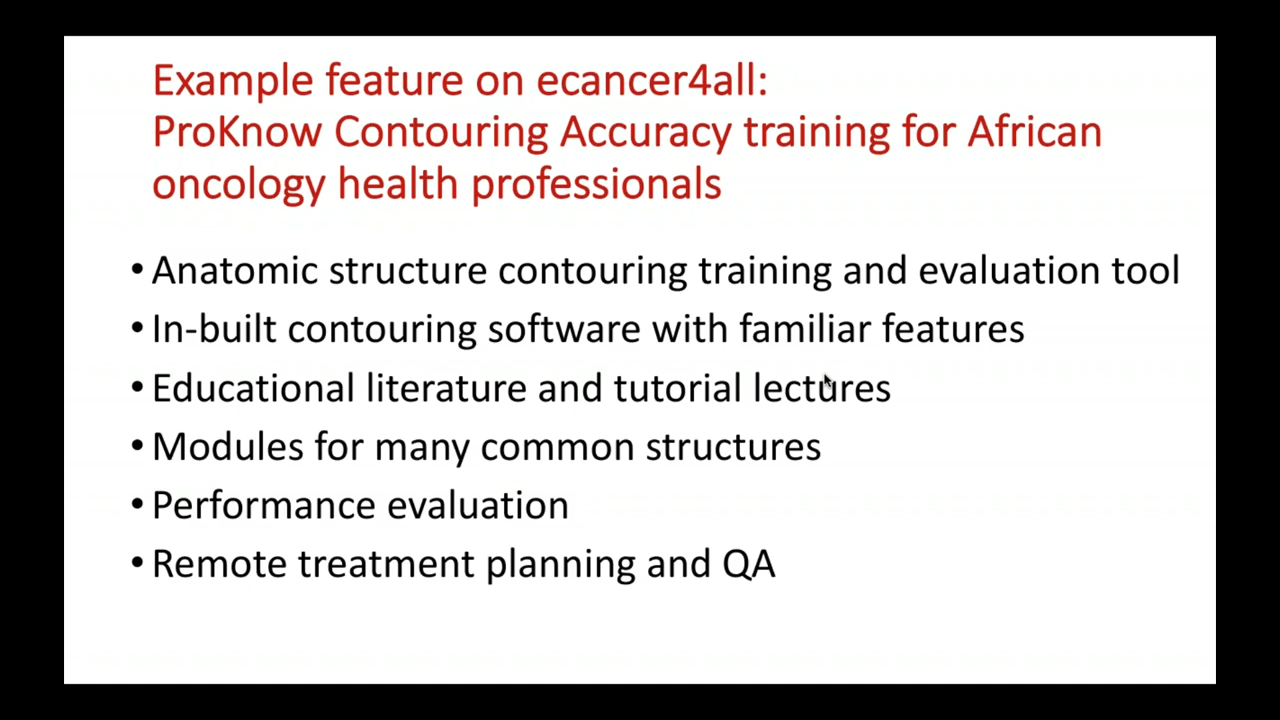 Example feature on ecancer4all:
ProKnow Contouring Accuracy training for African
oncology health professionals
• Anatomic structure contouring training and evaluation tool
• In-built contouring software with familiar features
• Educational literature and tutorial lectures
• Modules for many common structures
• Performance evaluation
• Remote treatment planning and QA